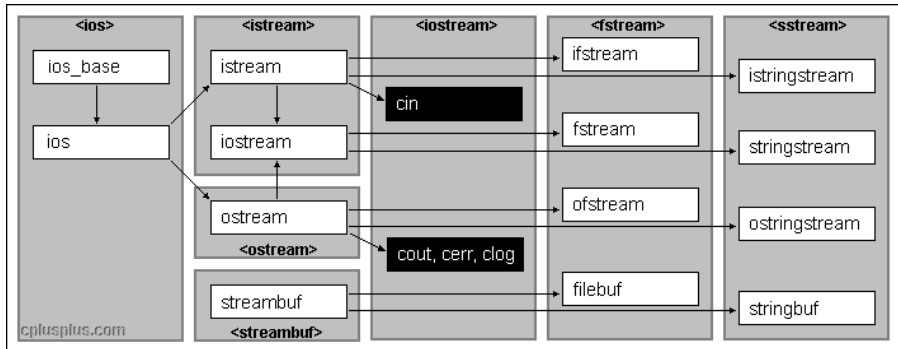 <ios>
<istream>
<iostream>
<fstream>
<sstream>
ios_base
istream
ifstream
istringstream
cin
ios
iostream
fstream
stringstream
ostream
ofstream
ostringstream
<ostream>
cout, cerr, clog
streambuf
filebuf
stringbuf
cplusplus.com
<streambuf>